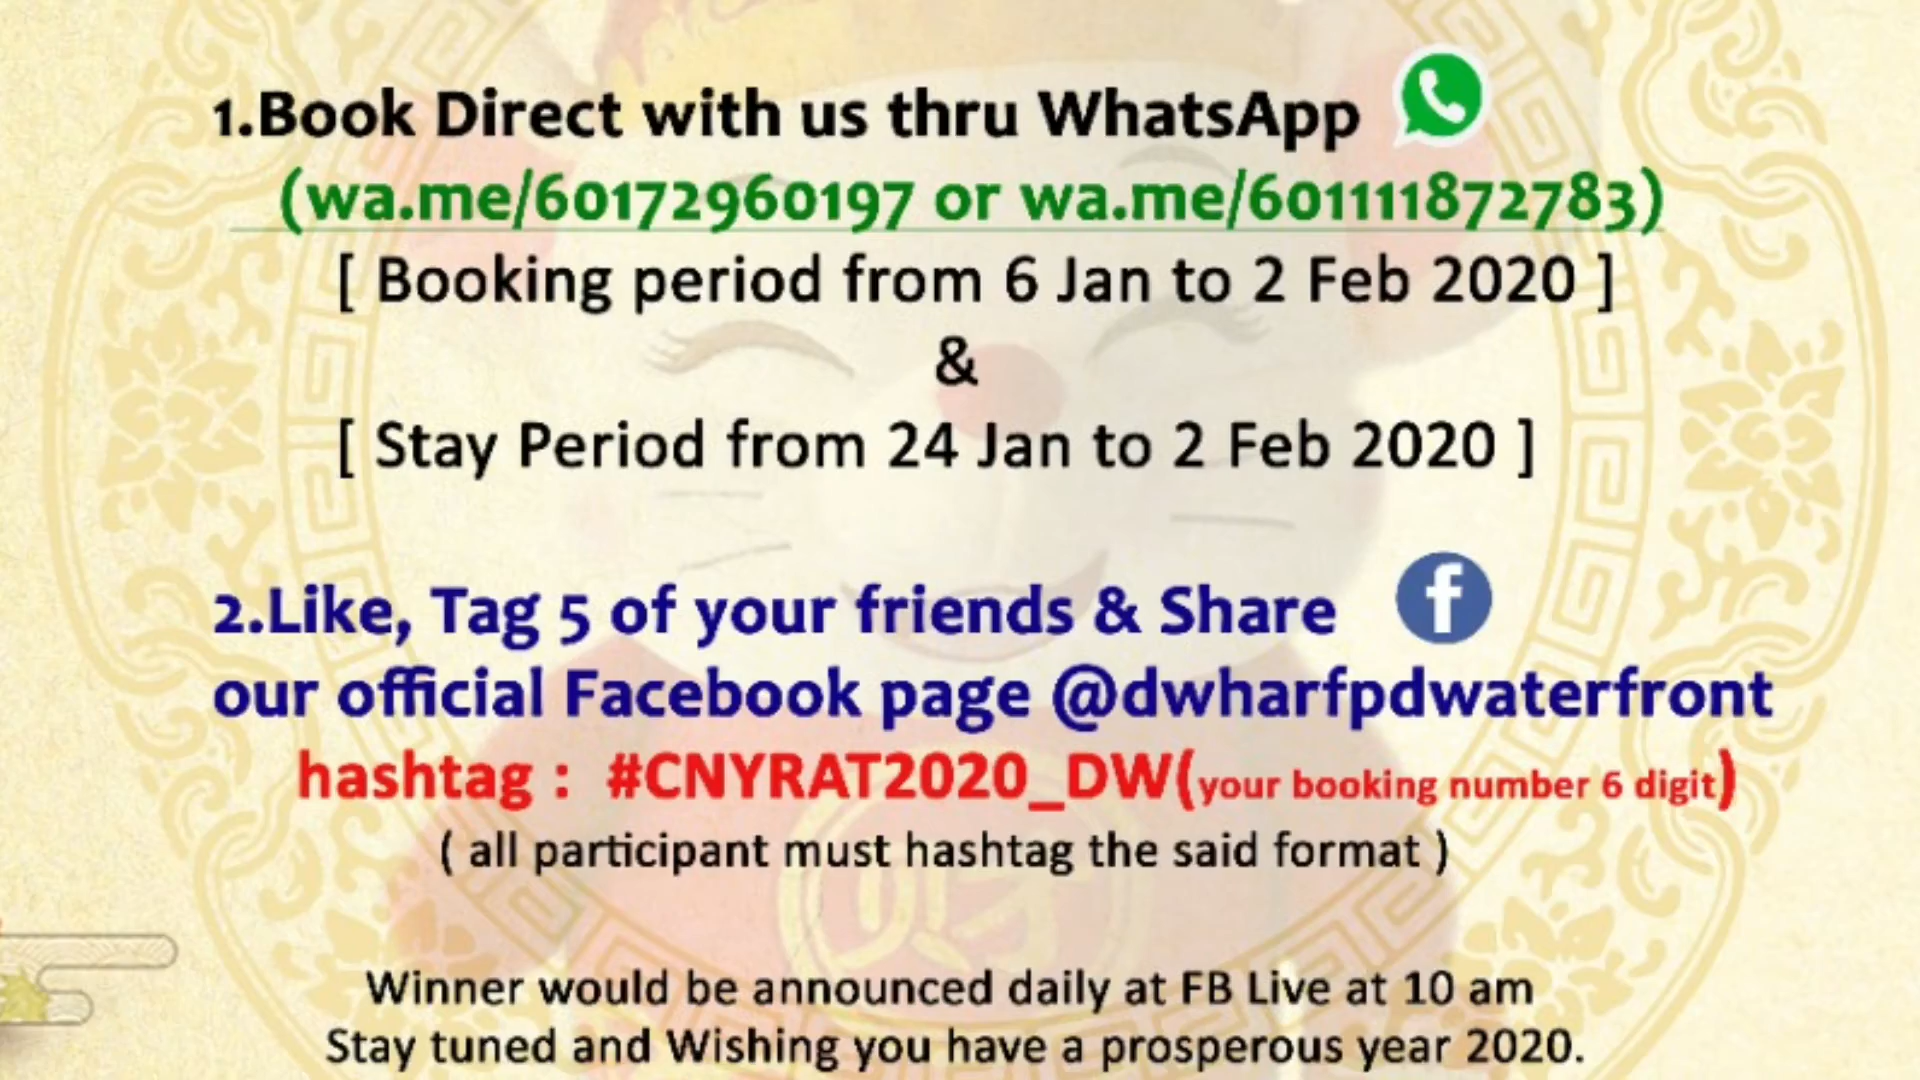 1.Book Direct with us thru WhatsApp
(wa.me/60172960197 or wa.me/601111872783)
[ Booking period from 6 Jan to 2 Feb 2020 ]
&
[ Stay Period from 24 Jan to 2 Feb 2020 ]
2.Like, Tag 5 of your friends & Share
our official Facebook page @dwharfpdwaterfront
hashtag : #CNYRAT2020_DW(your booking number 6 digit)
( all participant must hashtag the said format )
Winner would be announced daily at FB Live at 10 am
Stay tuned and Wishing you have a prosperous year 2020.